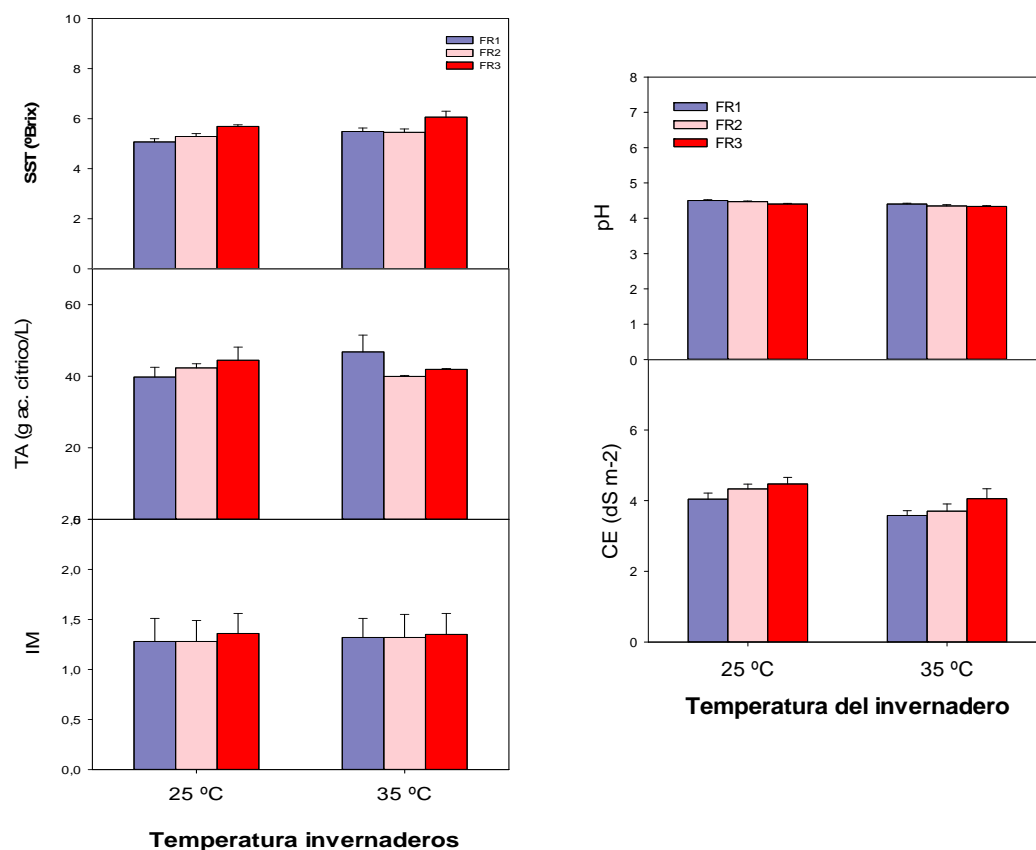 10
8
6
4
2
0
SST (ºBrix)
FR1
FR2
FR3
60
40
20
0
TA (g ac. cítrico/L)
2,5
2,0
1,5
1,0
0,5
0,0
IM
25 ºC
35 ºC
Temperatura invernaderos
8
7
6
5
4
3
2
1
0
pH
FR1
FR2
FR3
6
4
2
0
CE (dS m-2)
25 ºC
35 ºC
Temperatura del invernadero